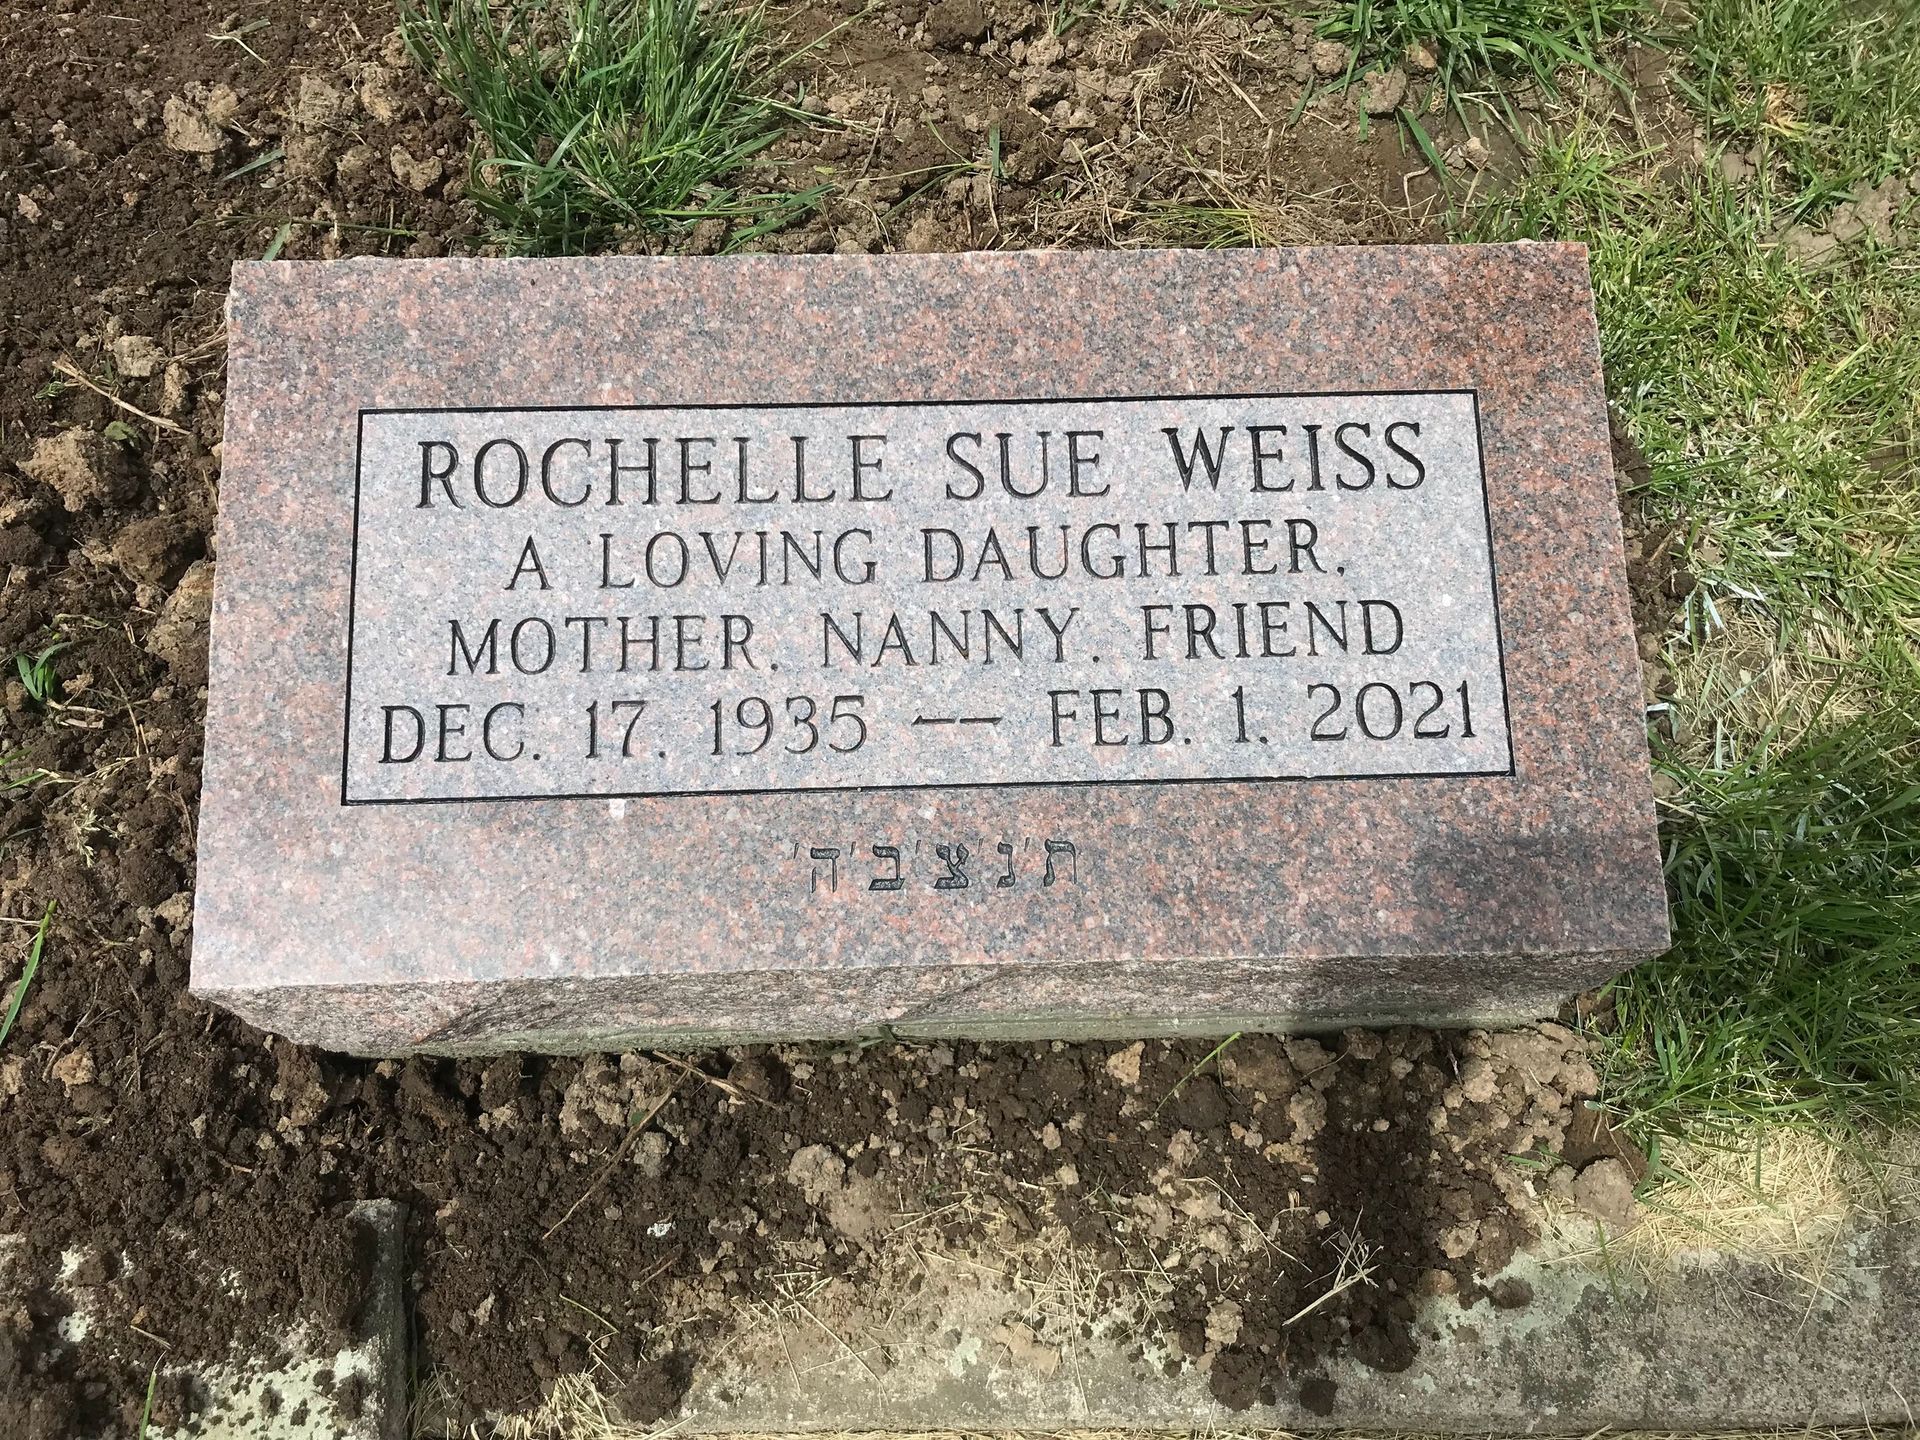 ROCHELLE SUE WEISS
A LOVING DAUGHTER,
MOTHER, NANNY, FRIEND
DEC. 17, 1935 — FEB. 1, 2021
ת'נ'צ'ב'ה'